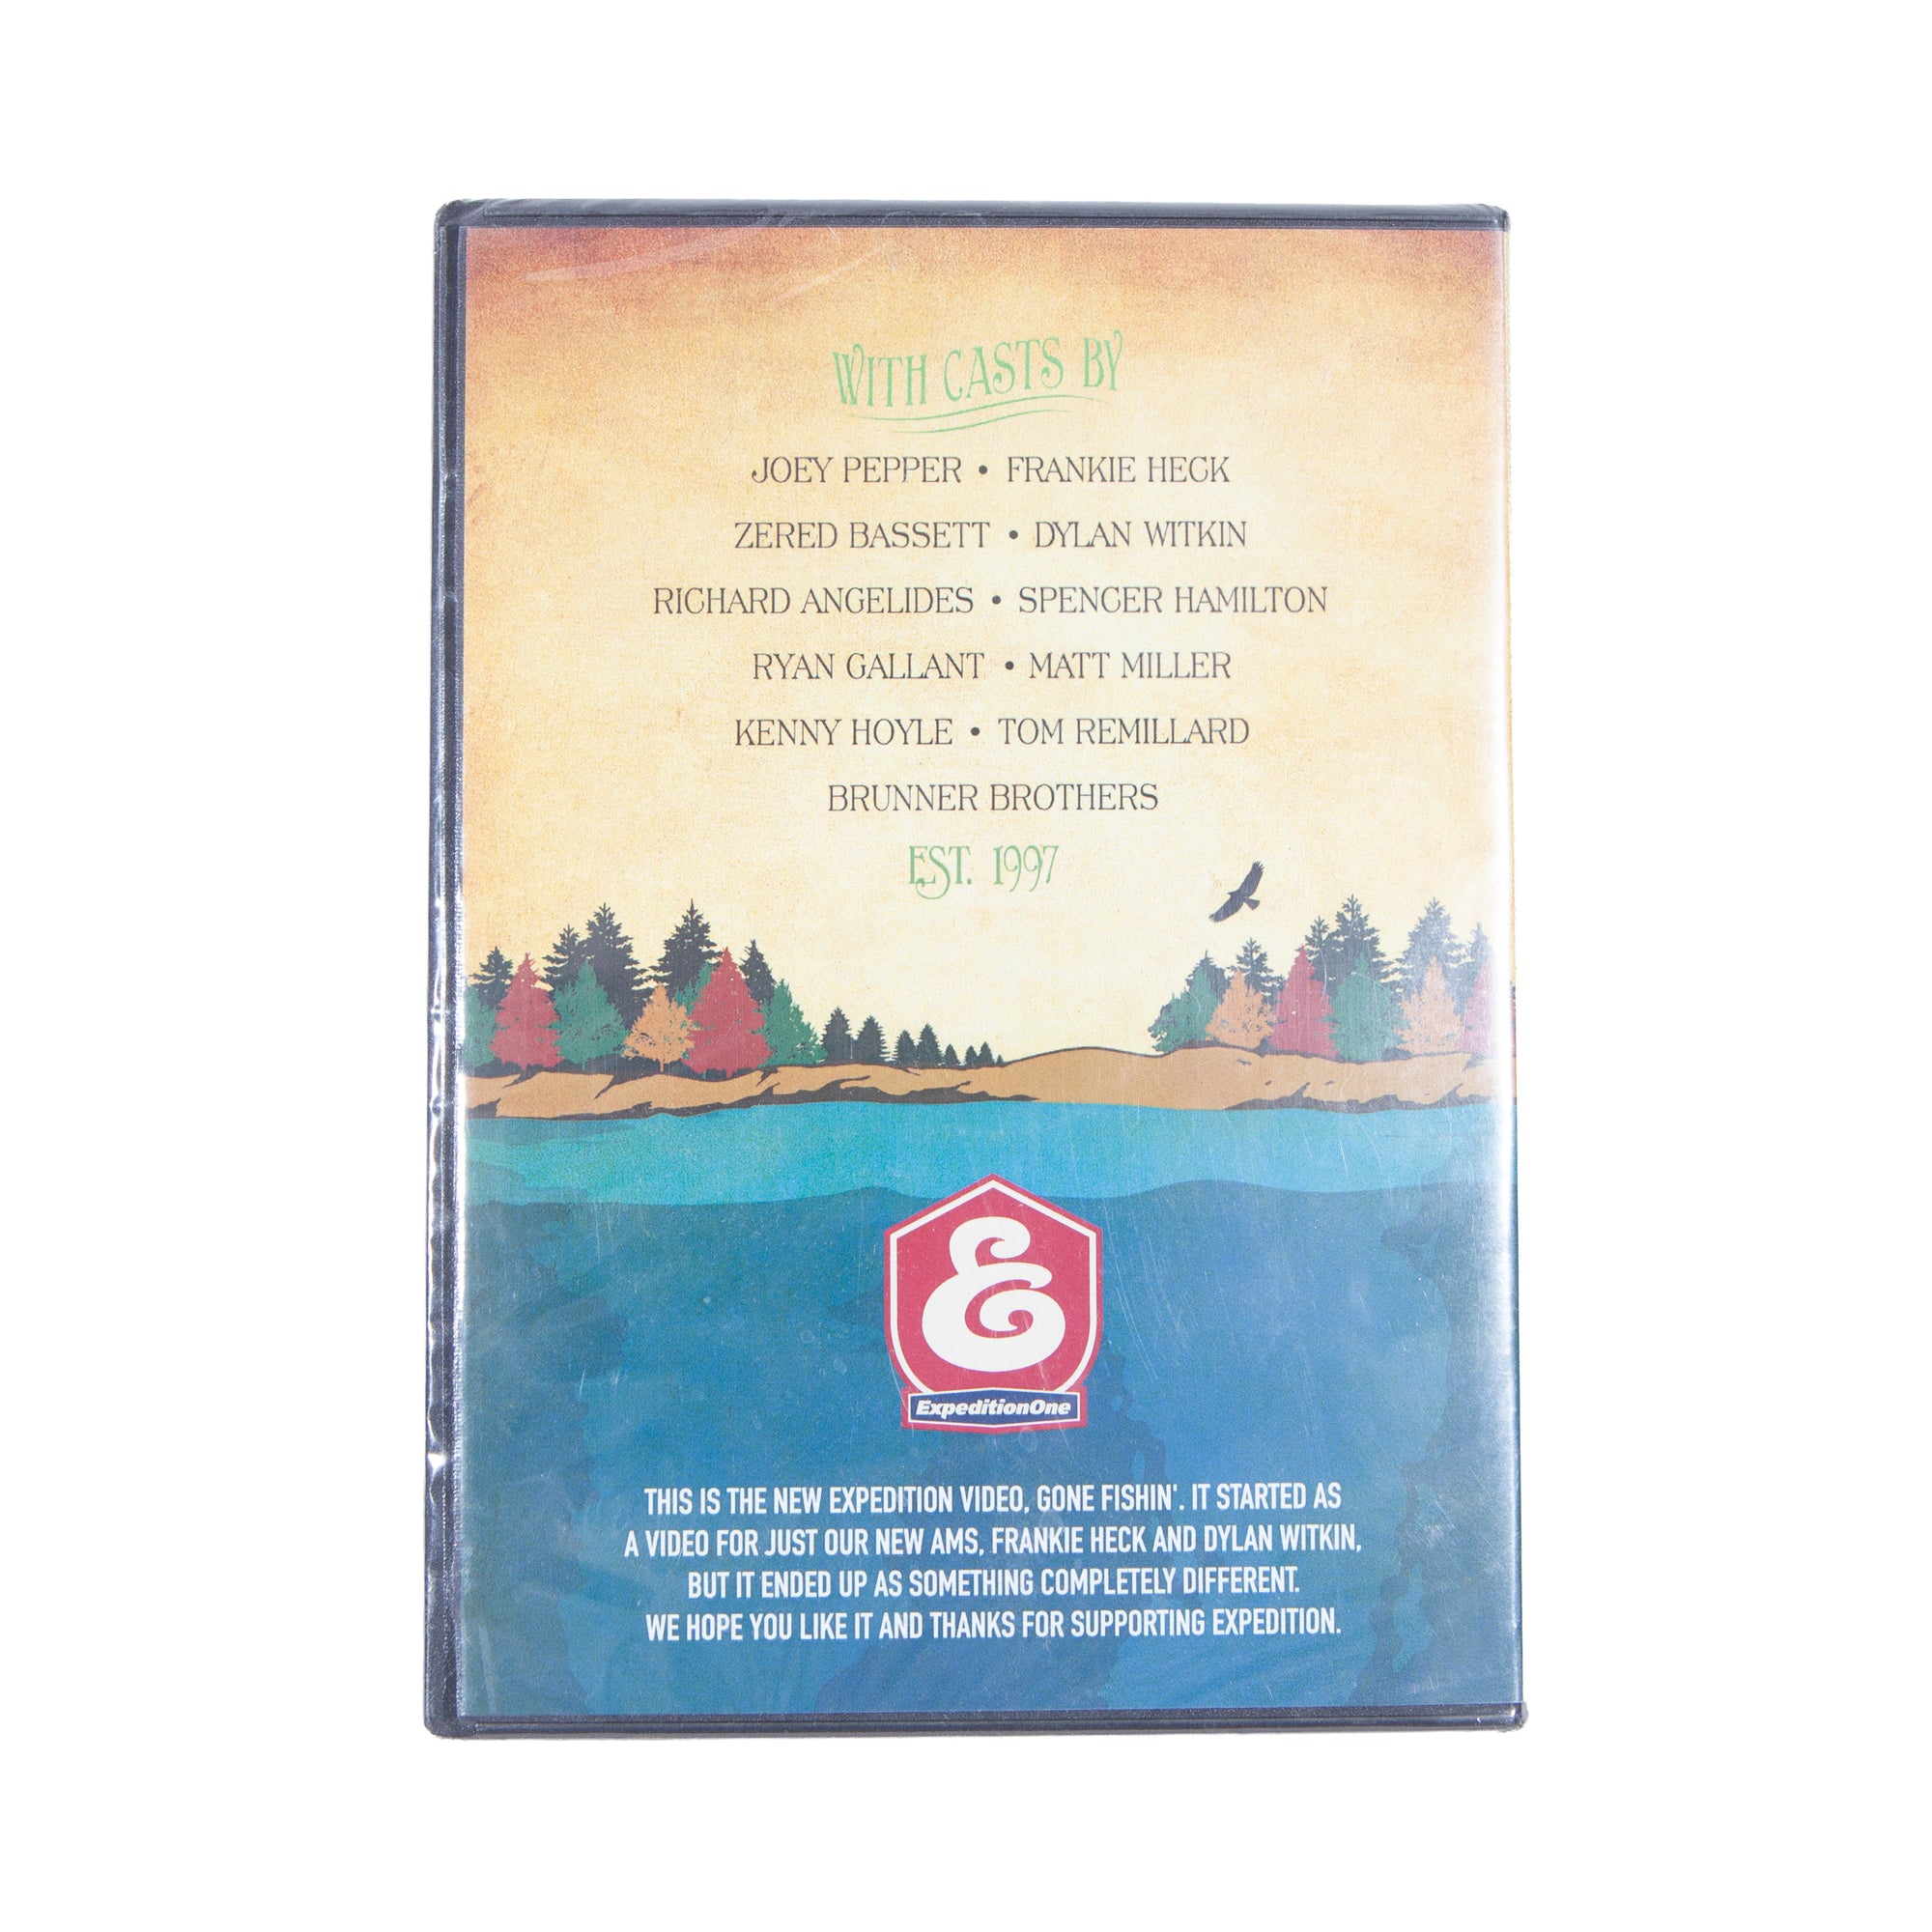 WITH CASTS BY
JOEY PEPPER • FRANKIE HECK
ZERED BASSETT • DYLAN WITKIN
RICHARD ANGELIDES • SPENCER HAMILTON
RYAN GALLANT • MATT MILLER
KENNY HOYLE • TOM REMILLARD
BRUNNER BROTHERS
EST. 1997
E
ExpeditionOne
THIS IS THE NEW EXPEDITION VIDEO, GONE FISHIN'. IT STARTED AS
A VIDEO FOR JUST OUR NEW AMS, FRANKIE HECK AND DYLAN WITKIN,
BUT IT ENDED UP AS SOMETHING COMPLETELY DIFFERENT.
WE HOPE YOU LIKE IT AND THANKS FOR SUPPORTING EXPEDITION.